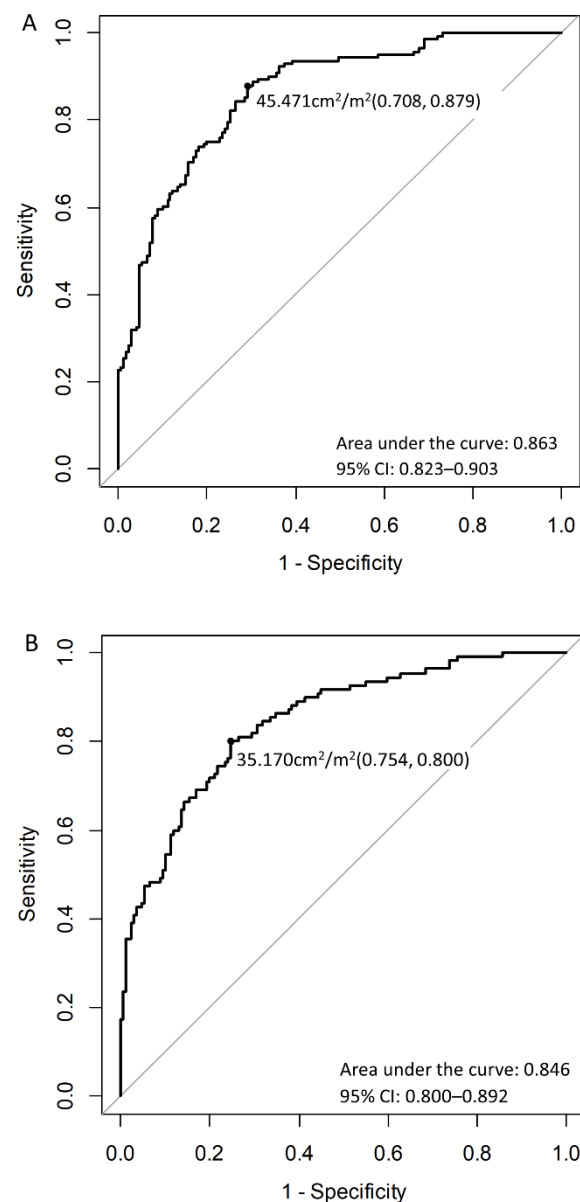 A
1.0
0.8
0.6
0.4
0.2
0.0
Sensitivity
45.471cm²/m²(0.708, 0.879)
Area under the curve: 0.863
95% CI: 0.823–0.903
0.0 0.2 0.4 0.6 0.8 1.0
1 - Specificity
B
1.0
0.8
0.6
0.4
0.2
0.0
Sensitivity
35.170cm²/m²(0.754, 0.800)
Area under the curve: 0.846
95% CI: 0.800–0.892
0.0 0.2 0.4 0.6 0.8 1.0
1 - Specificity